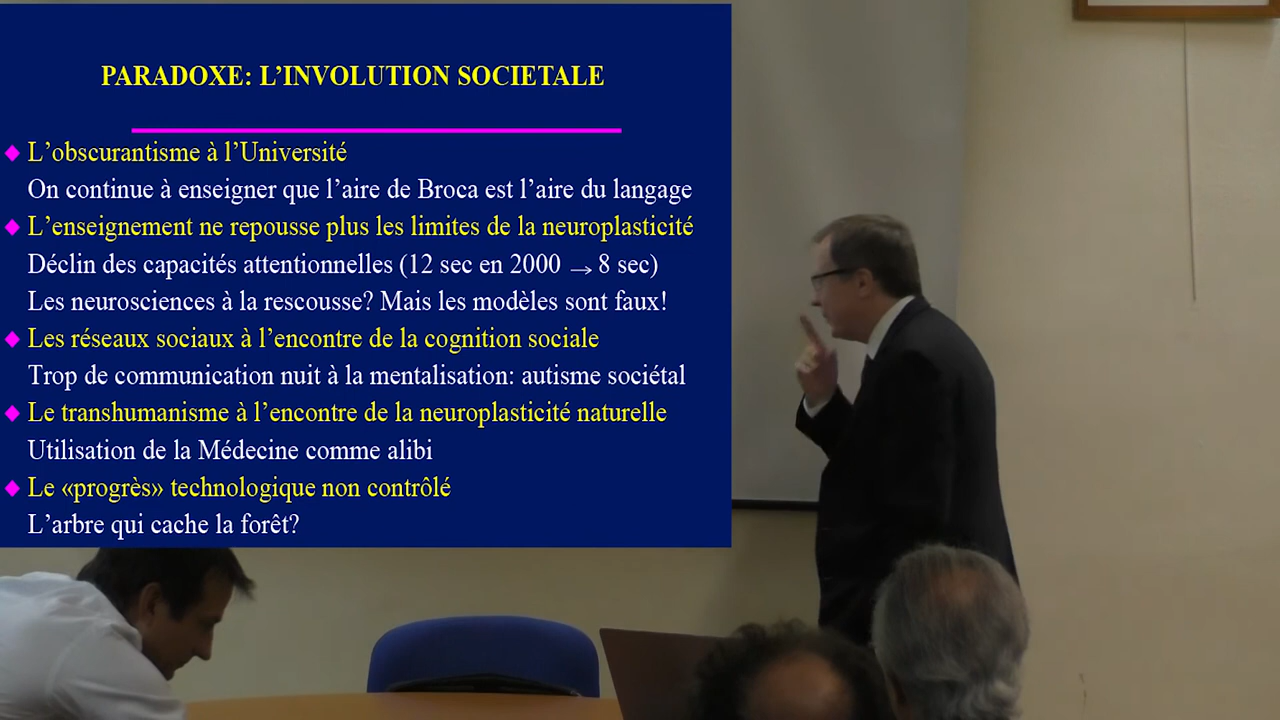 PARADOXE: L’INVOLUTION SOCIETALE
L’obscurantisme à l’Université
On continue à enseigner que l’aire de Broca est l’aire du langage
L’enseignement ne repousse plus les limites de la neuroplasticité
Déclin des capacités attentionnelles (12 sec en 2000 → 8 sec)
Les neurosciences à la rescousse? Mais les modèles sont faux!
Les réseaux sociaux à l’encontre de la cognition sociale
Trop de communication nuit à la mentalisation: autisme sociétal
Le transhumanisme à l’encontre de la neuroplasticité naturelle
Utilisation de la Médecine comme alibi
Le «progrès» technologique non contrôlé
L’arbre qui cache la forêt?